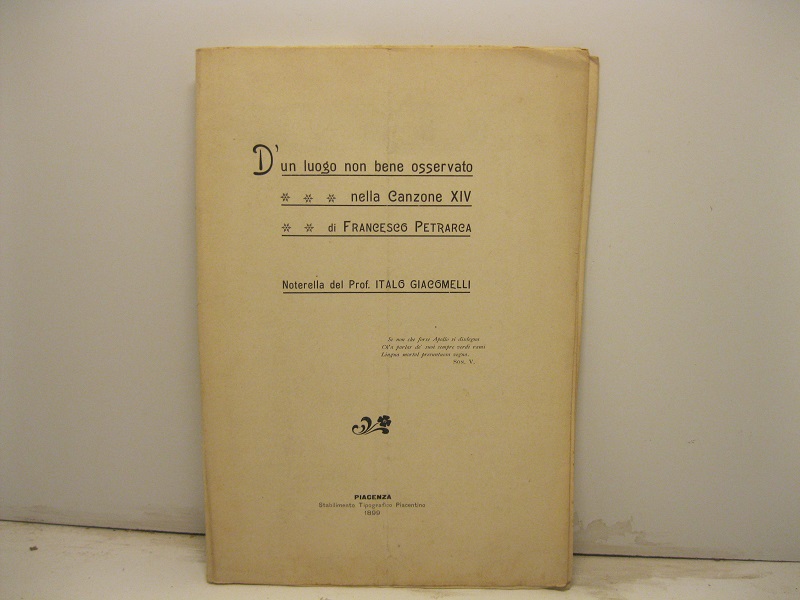 D'un luogo non bene osservato
nella Canzone XIV
di FRANCESCO PETRARCA
Noterella del Prof. ITALO GIACOMELLI
Se non che forse Apollo si disdegna
Ch'a parlar de' suoi sempre verdi rami
Lingua mortal presuntuosa vegna.
SON. V.
PIACENZA
Stabilimento Tipografico Piacentino
1899